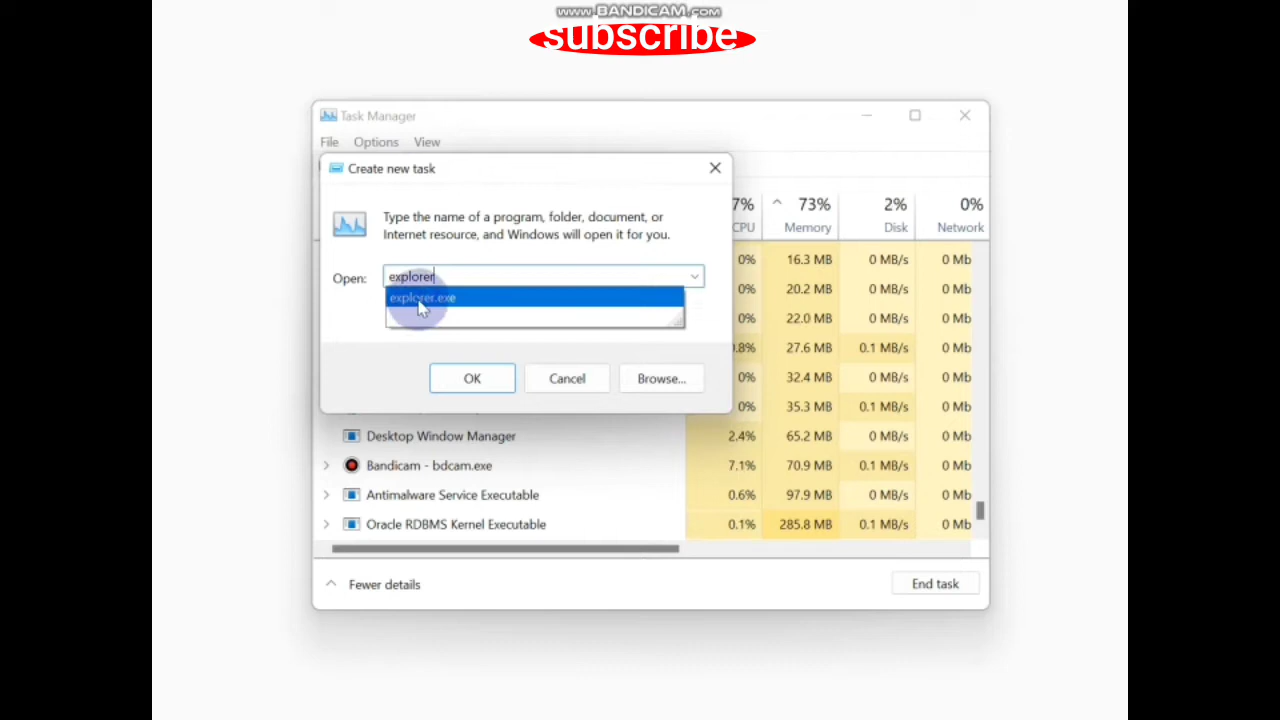 www.BANDICAM.com
subscribe
Task Manager
File Options View
Create new task
Type the name of a program, folder, document, or
Internet resource, and Windows will open it for you.
Open: explorer
explorer.exe
OK Cancel Browse...
7% 73% 2% 0%
CPU Memory Disk Network
0% 16.3 MB 0 MB/s 0 Mb
0% 20.2 MB 0 MB/s 0 Mb
0% 22.0 MB 0 MB/s 0 Mb
.8% 27.6 MB 0.1 MB/s 0 Mb
0% 32.4 MB 0 MB/s 0 Mb
0% 35.3 MB 0.1 MB/s 0 Mb
Desktop Window Manager 2.4% 65.2 MB 0 MB/s 0 Mb
Bandicam - bdcam.exe 7.1% 70.9 MB 0 MB/s 0 Mb
Antimalware Service Executable 0.6% 97.9 MB 0 MB/s 0 Mb
Oracle RDBMS Kernel Executable 0.1% 285.8 MB 0.1 MB/s 0 Mb
Fewer details End task